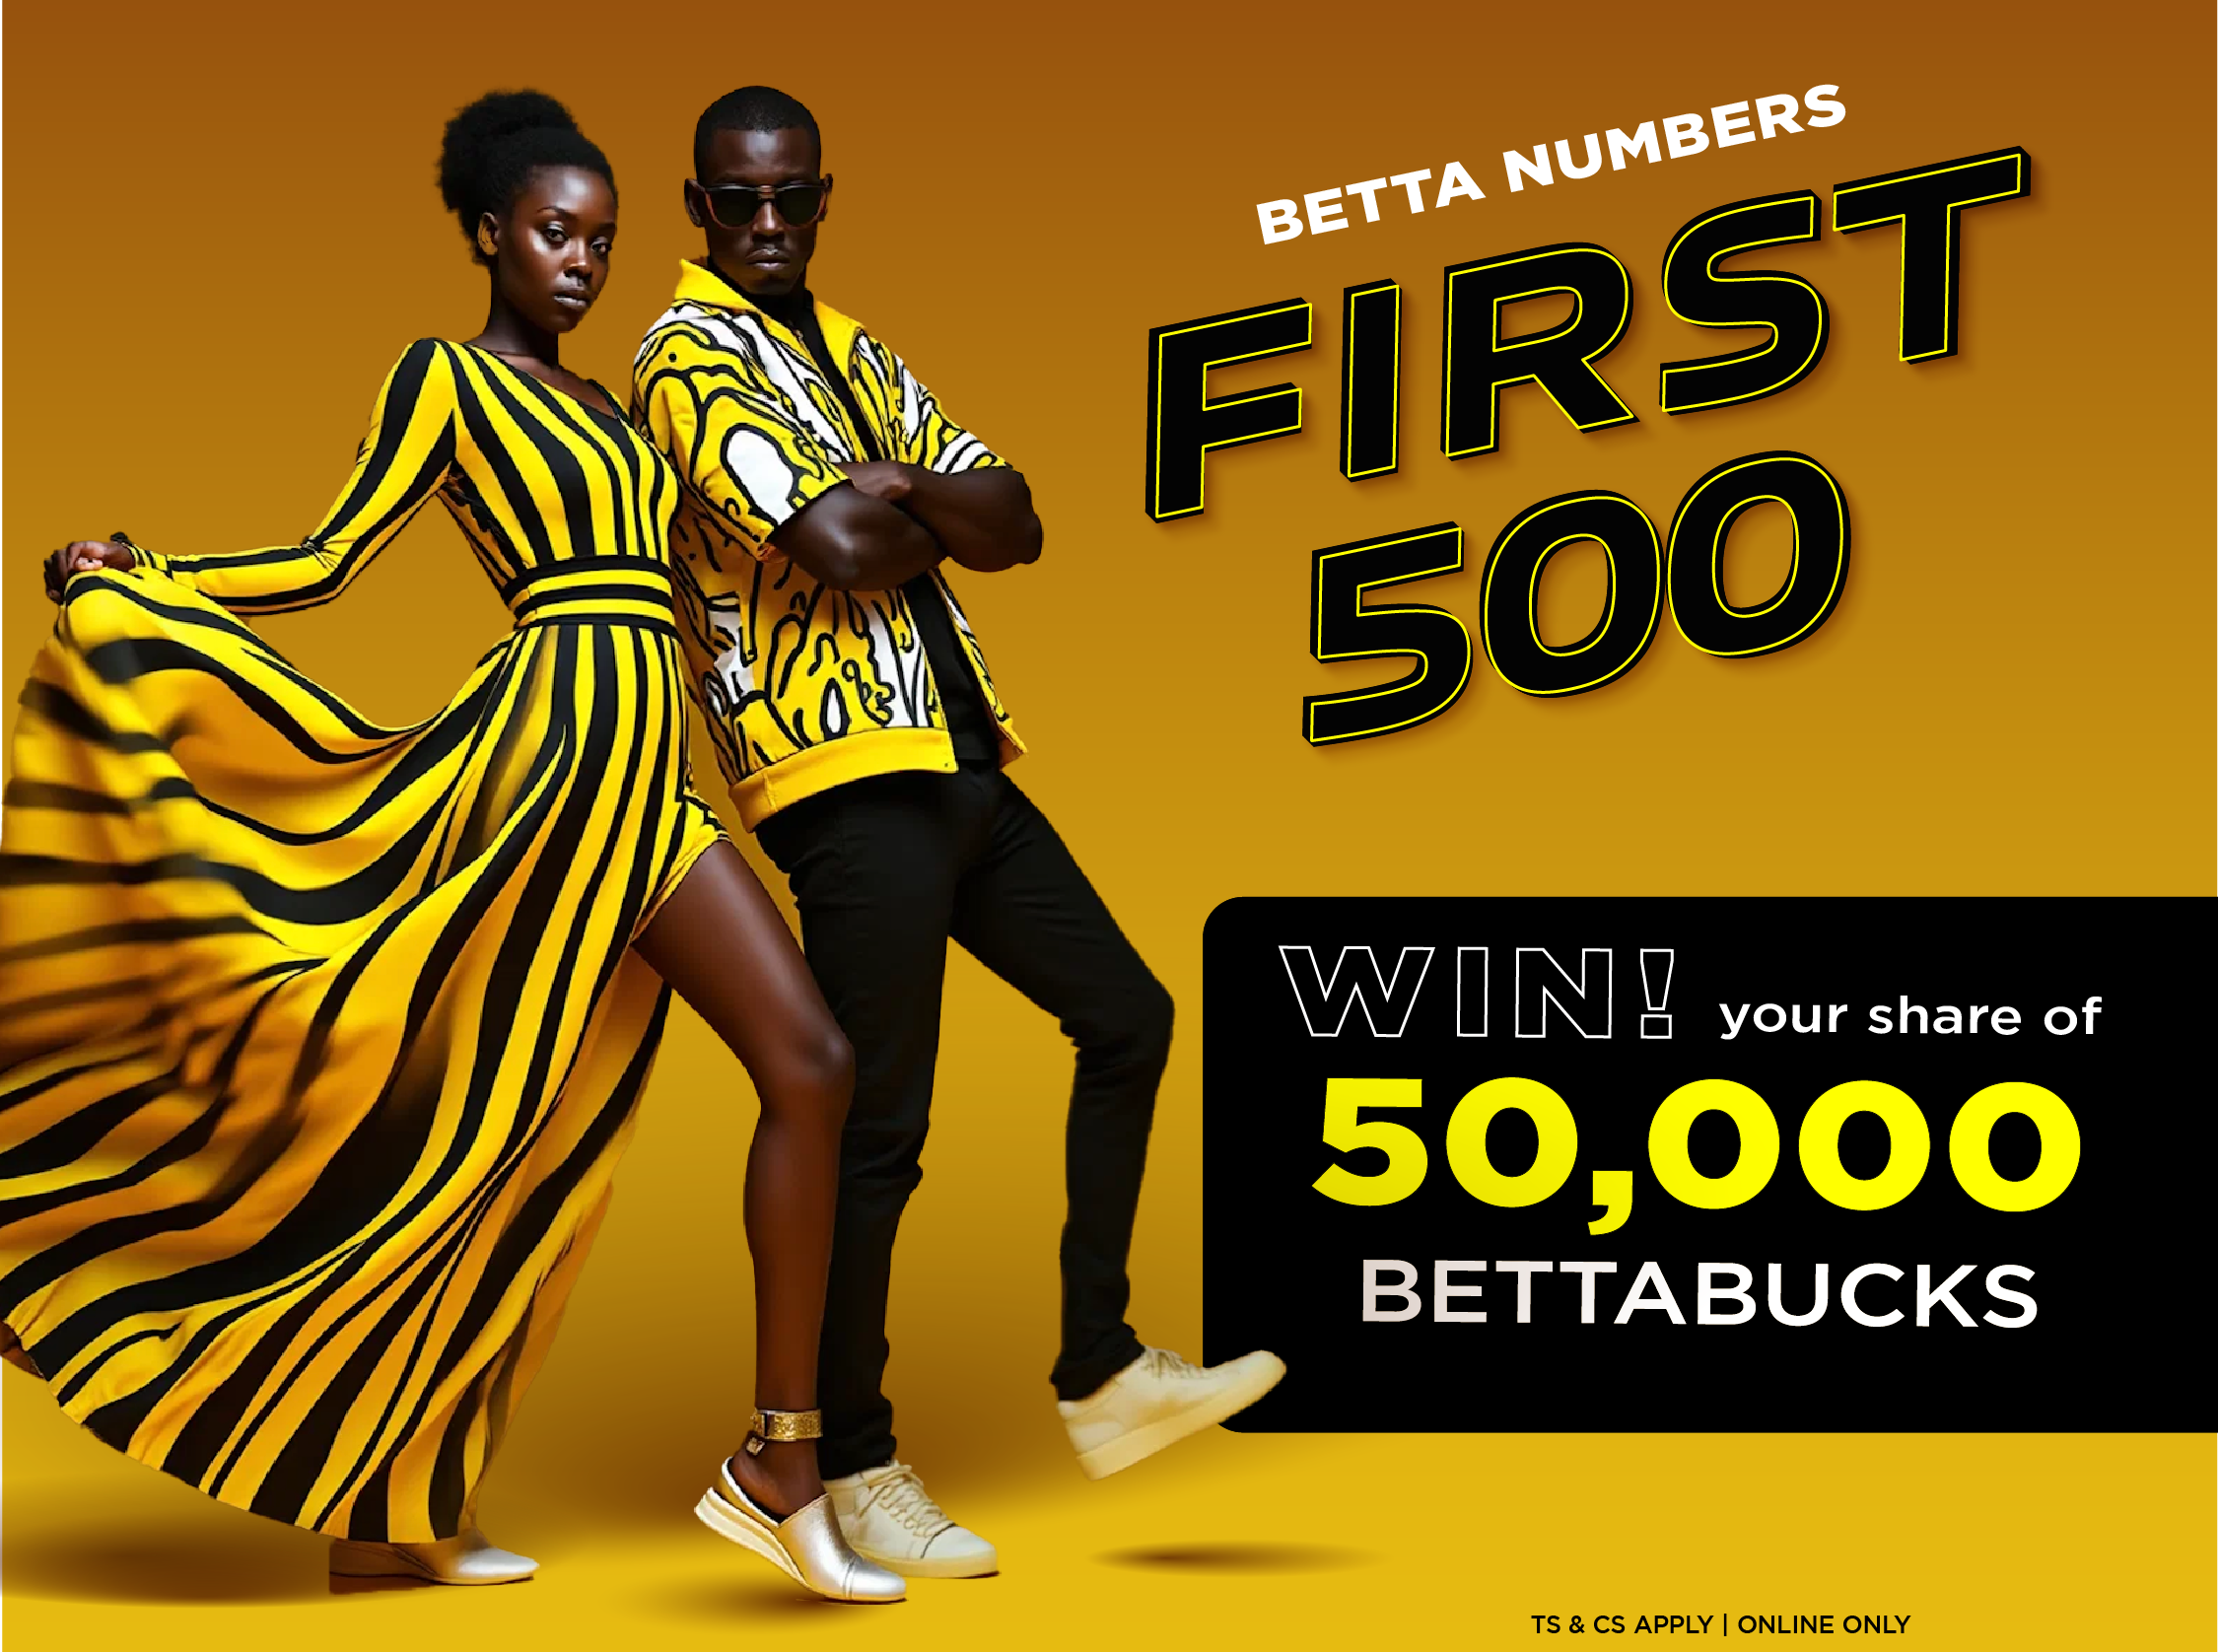 BETTA NUMBERS
FIRST
500
WIN! your share of
50,000
BETTABUCKS
TS & CS APPLY | ONLINE ONLY